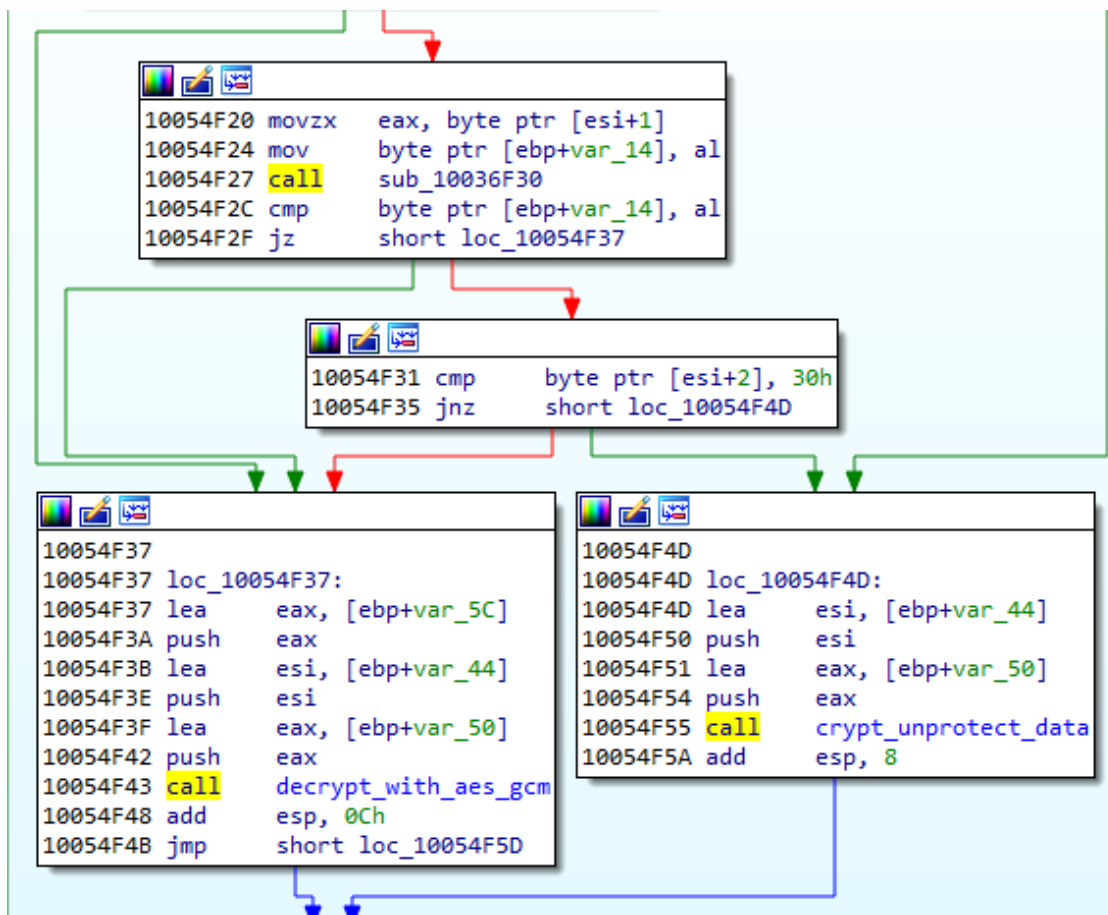 10054F20 movzx eax, byte ptr [esi+1]
10054F24 mov byte ptr [ebp+var_14], al
10054F27 call sub_10036F30
10054F2C cmp byte ptr [ebp+var_14], al
10054F2F jz short loc_10054F37
10054F31 cmp byte ptr [esi+2], 30h
10054F35 jnz short loc_10054F4D
10054F37
10054F37 loc_10054F37:
10054F37 lea eax, [ebp+var_5C]
10054F3A push eax
10054F3B lea esi, [ebp+var_44]
10054F3E push esi
10054F3F lea eax, [ebp+var_50]
10054F42 push eax
10054F43 call decrypt_with_aes_gcm
10054F48 add esp, 0Ch
10054F4B jmp short loc_10054F5D
10054F4D
10054F4D loc_10054F4D:
10054F4D lea esi, [ebp+var_44]
10054F50 push esi
10054F51 lea eax, [ebp+var_50]
10054F54 push eax
10054F55 call crypt_unprotect_data
10054F5A add esp, 8